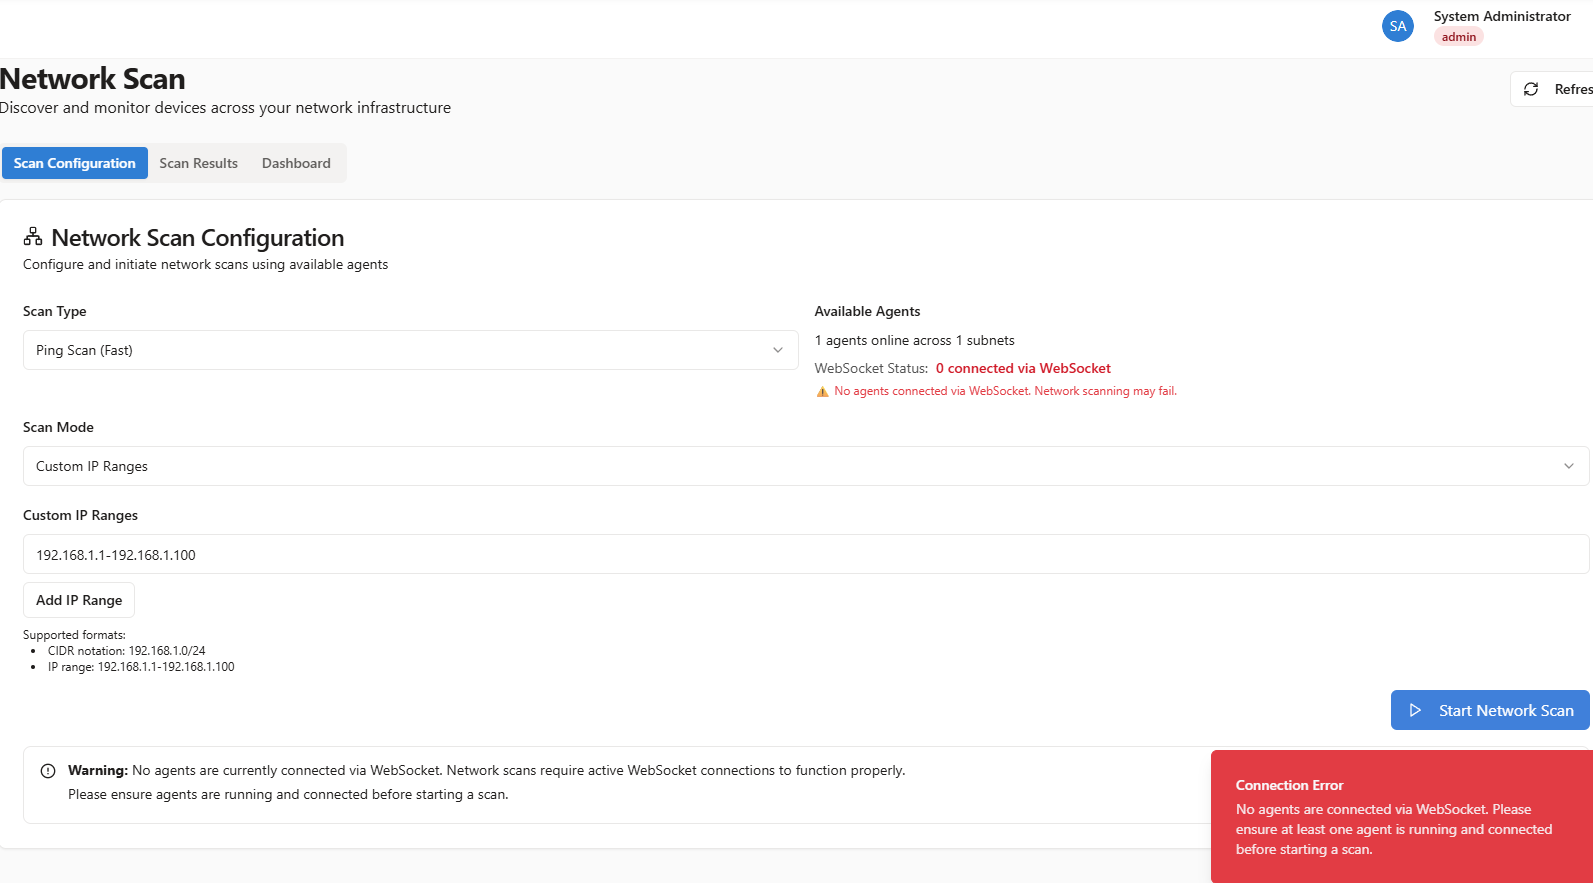 SA
System Administrator
admin
Network Scan
Discover and monitor devices across your network infrastructure
Refres
Scan Configuration
Scan Results
Dashboard
Network Scan Configuration
Configure and initiate network scans using available agents
Scan Type
Ping Scan (Fast)
Available Agents
1 agents online across 1 subnets
WebSocket Status: 0 connected via WebSocket
No agents connected via WebSocket. Network scanning may fail.
Scan Mode
Custom IP Ranges
Custom IP Ranges
192.168.1.1-192.168.1.100
Add IP Range
Supported formats:
• CIDR notation: 192.168.1.0/24
• IP range: 192.168.1.1-192.168.1.100
Start Network Scan
Warning: No agents are currently connected via WebSocket. Network scans require active WebSocket connections to function properly.
Please ensure agents are running and connected before starting a scan.
Connection Error
No agents are connected via WebSocket. Please
ensure at least one agent is running and connected
before starting a scan.